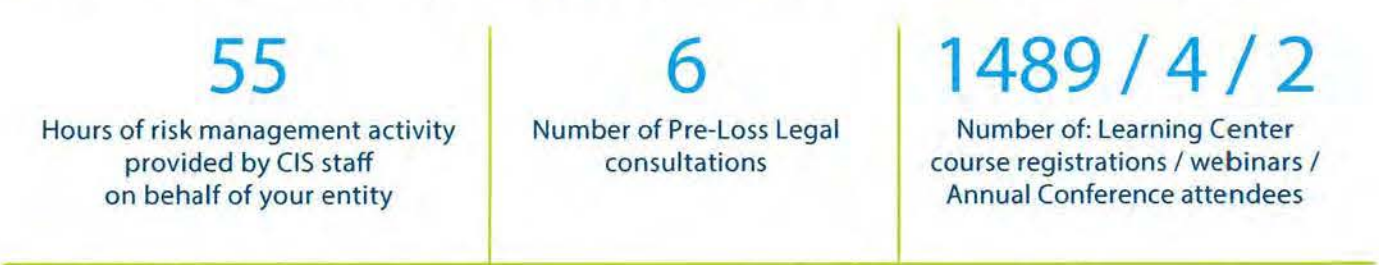 55
Hours of risk management activity
provided by CIS staff
on behalf of your entity
6
Number of Pre-Loss Legal
consultations
1489 / 4 / 2
Number of: Learning Center
course registrations / webinars /
Annual Conference attendees